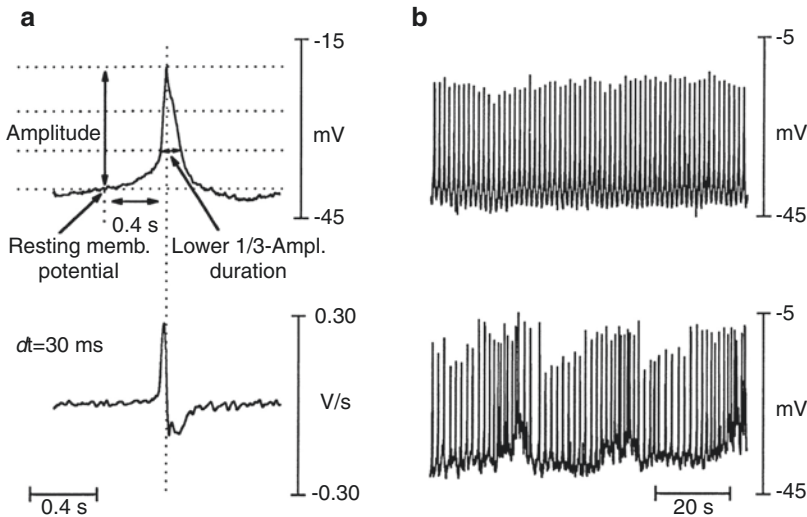 a
-15
Amplitude
mV
0.4 s
-45
Resting memb.
potential
Lower 1/3-Ampl.
duration
dt=30 ms
0.30
V/s
-0.30
0.4 s
b
-5
mV
-45
-5
mV
-45
20 s